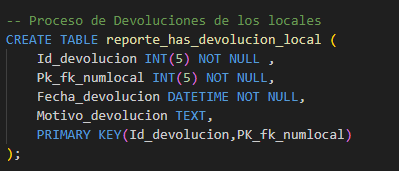 -- Proceso de Devoluciones de los locales
CREATE TABLE reporte_has_devolucion_local (
    Id_devolucion INT(5) NOT NULL ,
    Pk_fk_numlocal INT(5) NOT NULL,
    Fecha_devolucion DATETIME NOT NULL,
    Motivo_devolucion TEXT,
    PRIMARY KEY(Id_devolucion,PK_fk_numlocal)
);